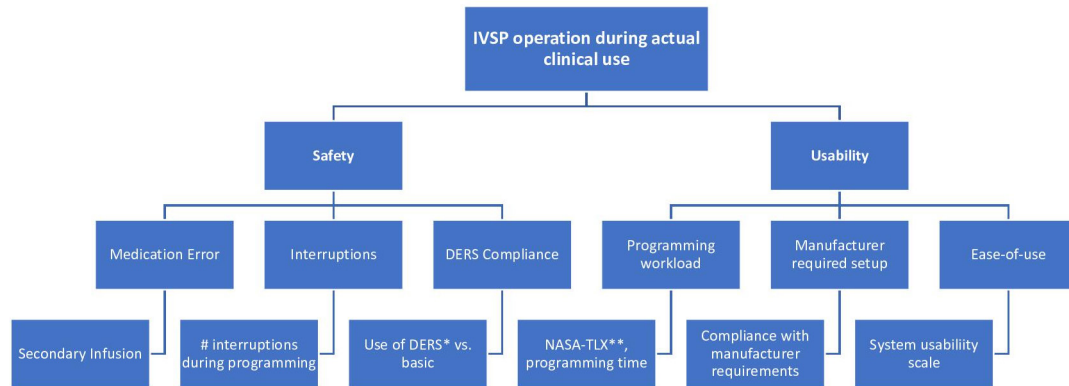 IVSP operation during actual
clinical use
Safety
Usability
Medication Error
Interruptions
DERS Compliance
Programming
workload
Manufacturer
required setup
Ease-of-use
Secondary Infusion
# interruptions
during programming
Use of DERS* vs.
basic
NASA-TLX**,
programming time
Compliance with
manufacturer
requirements
System usability
scale